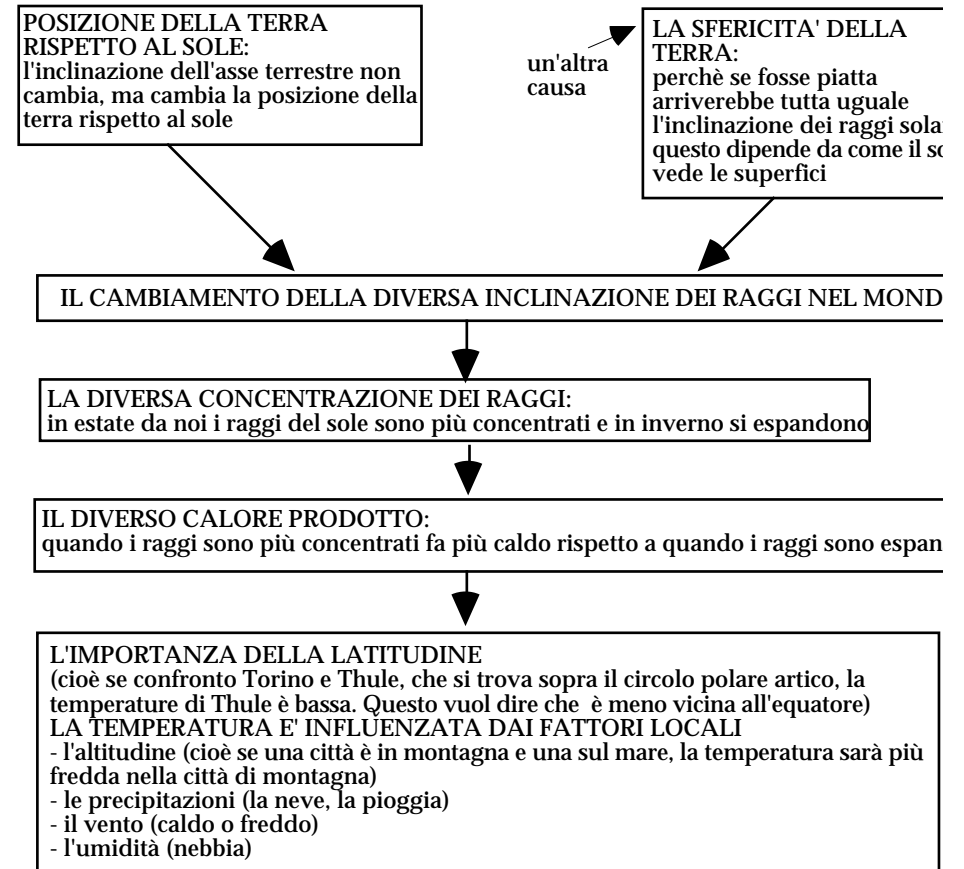 POSIZIONE DELLA TERRA
RISPETTO AL SOLE:
l'inclinazione dell'asse terrestre non
cambia, ma cambia la posizione della
terra rispetto al sole
un'altra
causa
LA SFERICITA' DELLA
TERRA:
perchè se fosse piatta
arriverebbe tutta uguale
l'inclinazione dei raggi
questo dipende da come il
vede le superfici
IL CAMBIAMENTO DELLA DIVERSA INCLINAZIONE DEI RAGGI NEL
LA DIVERSA CONCENTRAZIONE DEI RAGGI:
in estate da noi i raggi del sole sono più concentrati e in inverno si espandono
IL DIVERSO CALORE PRODOTTO:
quando i raggi sono più concentrati fa più caldo rispetto a quando i raggi sono
L'IMPORTANZA DELLA LATITUDINE
(cioè se confronto Torino e Thule, che si trova sopra il circolo polare artico, la
temperature di Thule è bassa. Questo vuol dire che è meno vicina all'equatore)
LA TEMPERATURA E' INFLUENZATA DAI FATTORI LOCALI
- l'altitudine (cioè se una città è in montagna e una sul mare, la temperatura sarà più
fredda nella città di montagna)
- le precipitazioni (la neve, la pioggia)
- il vento (caldo o freddo)
- l'umidità (nebbia)